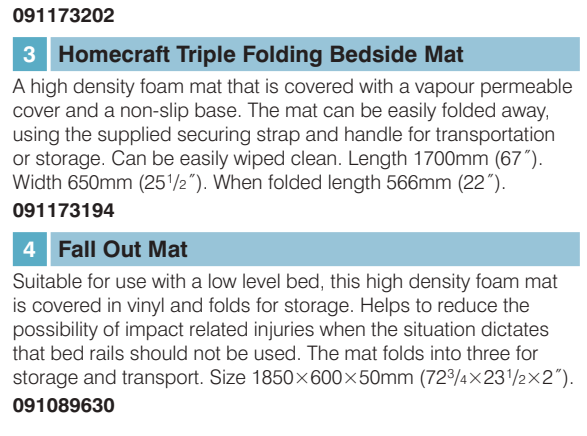 091173202
3 Homecraft Triple Folding Bedside Mat
A high density foam mat that is covered with a vapour permeable
cover and a non-slip base. The mat can be easily folded away,
using the supplied securing strap and handle for transportation
or storage. Can be easily wiped clean. Length 1700mm (67˝).
Width 650mm (25¹/₂˝). When folded length 566mm (22˝).
091173194
4 Fall Out Mat
Suitable for use with a low level bed, this high density foam mat
is covered in vinyl and folds for storage. Helps to reduce the
possibility of impact related injuries when the situation dictates
that bed rails should not be used. The mat folds into three for
storage and transport. Size 1850×600×50mm (72³/₄×23¹/₂×2˝).
091089630